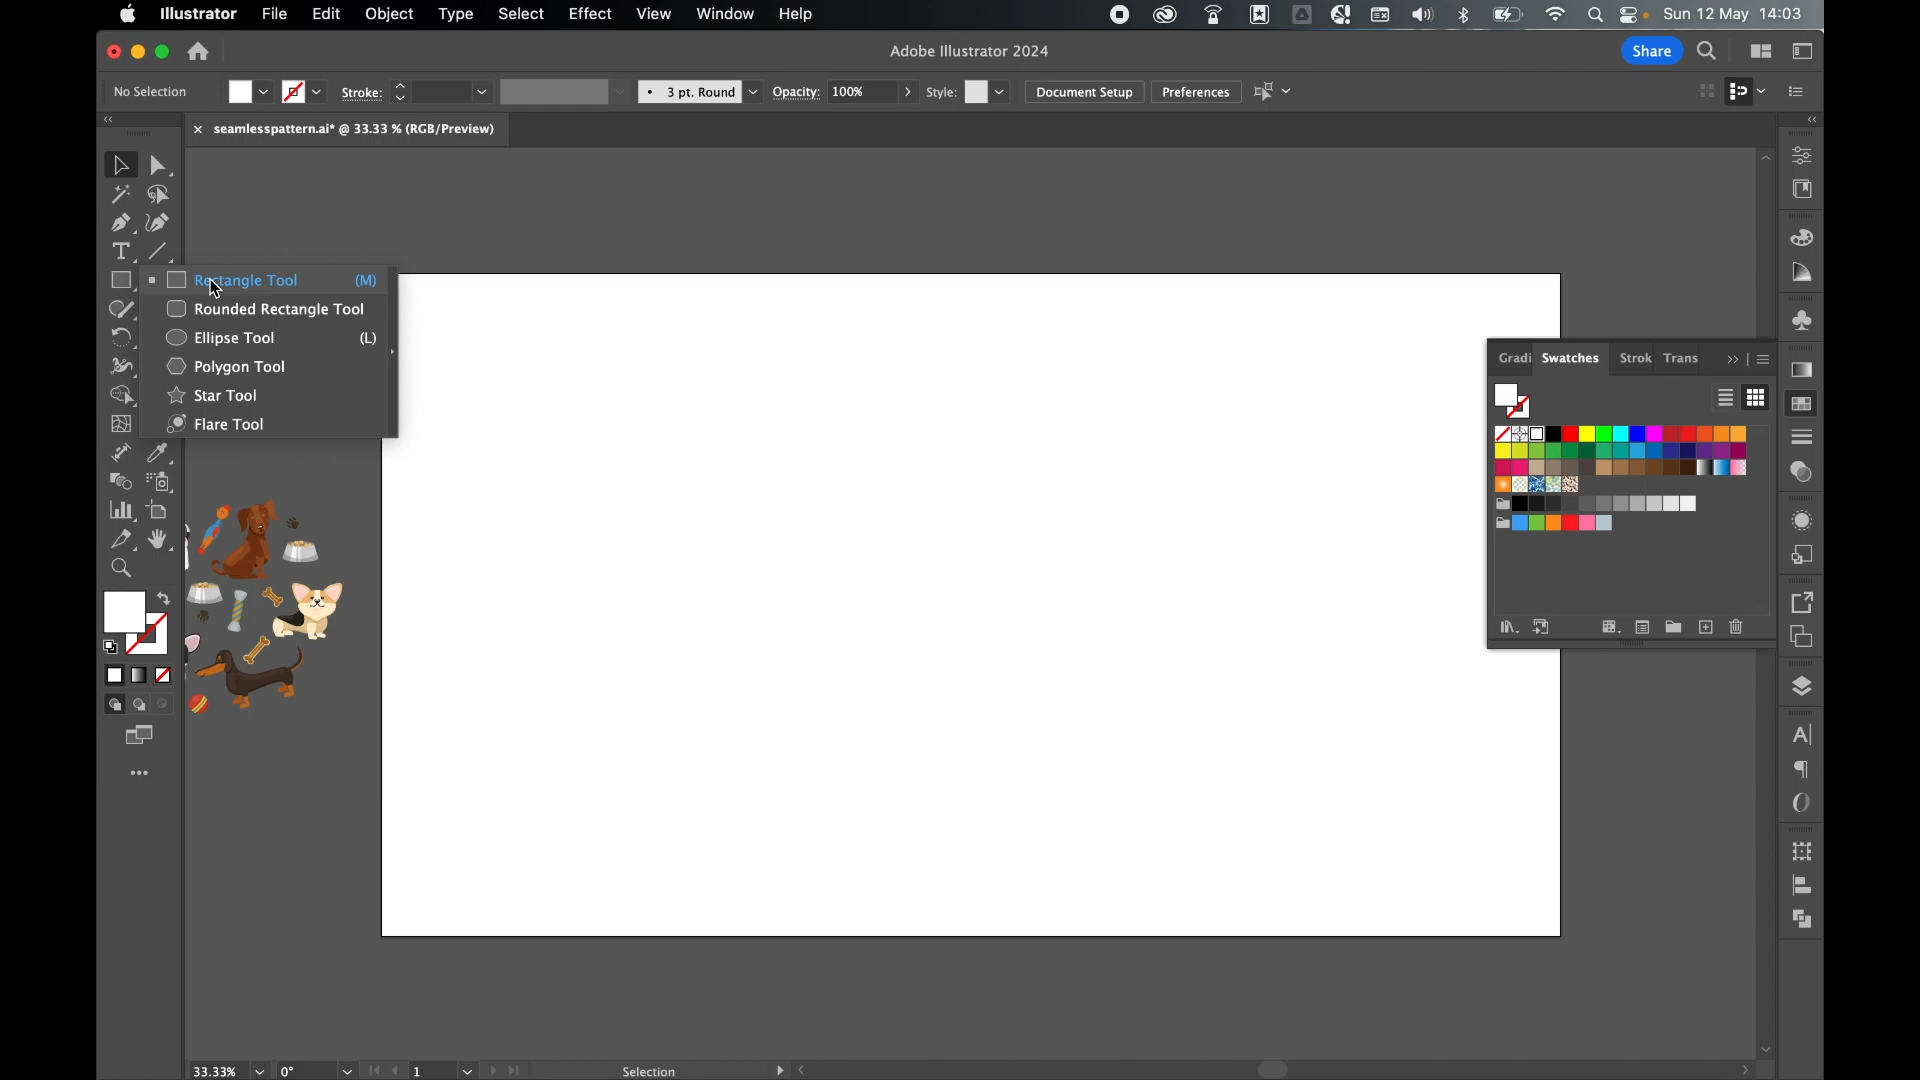 Illustrator File Edit Object Type Select Effect View Window Help Sun 12 May 14:03
Adobe Illustrator 2024 Share
No Selection Stroke: 3 pt. Round Opacity: 100% Style: Document Setup Preferences
seamlesspattern.ai* @ 33.33 % (RGB/Preview)
Rectangle Tool (M)
Rounded Rectangle Tool
Ellipse Tool (L)
Polygon Tool
Star Tool
Flare Tool
Gradi Swatches Strok Trans
33.33% 0° 1 Selection